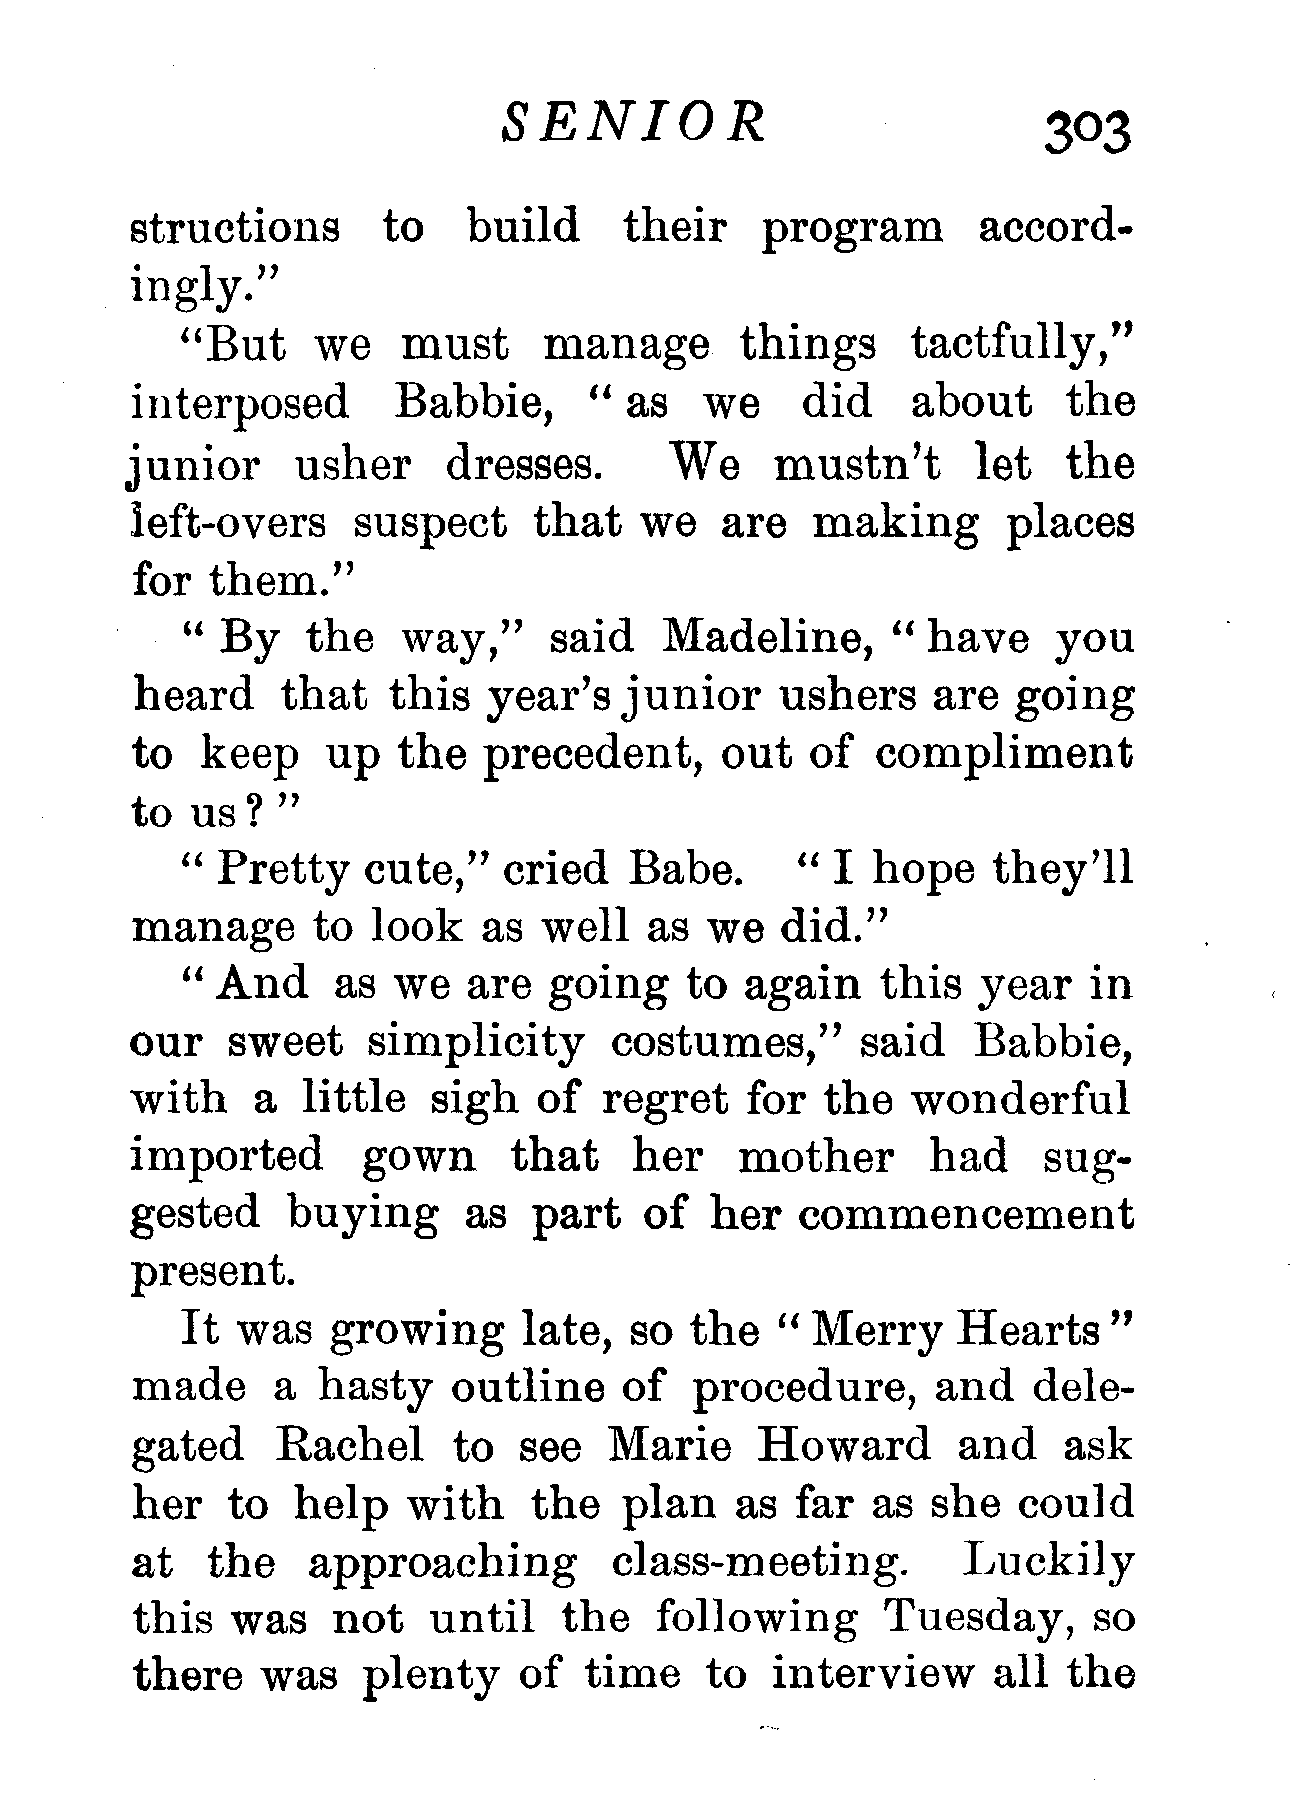 SENIOR 303
structions to build their program accord-
ingly."
"But we must manage things tactfully,"
interposed Babbie, "as we did about the
junior usher dresses. We mustn't let the
left-overs suspect that we are making places
for them."
"By the way," said Madeline, "have you
heard that this year's junior ushers are going
to keep up the precedent, out of compliment
to us?"
"Pretty cute," cried Babe. "I hope they'll
manage to look as well as we did."
"And as we are going to again this year in
our sweet simplicity costumes," said Babbie,
with a little sigh of regret for the wonderful
imported gown that her mother had sug-
gested buying as part of her commencement
present.
It was growing late, so the "Merry Hearts"
made a hasty outline of procedure, and dele-
gated Rachel to see Marie Howard and ask
her to help with the plan as far as she could
at the approaching class-meeting. Luckily
this was not until the following Tuesday, so
there was plenty of time to interview all the